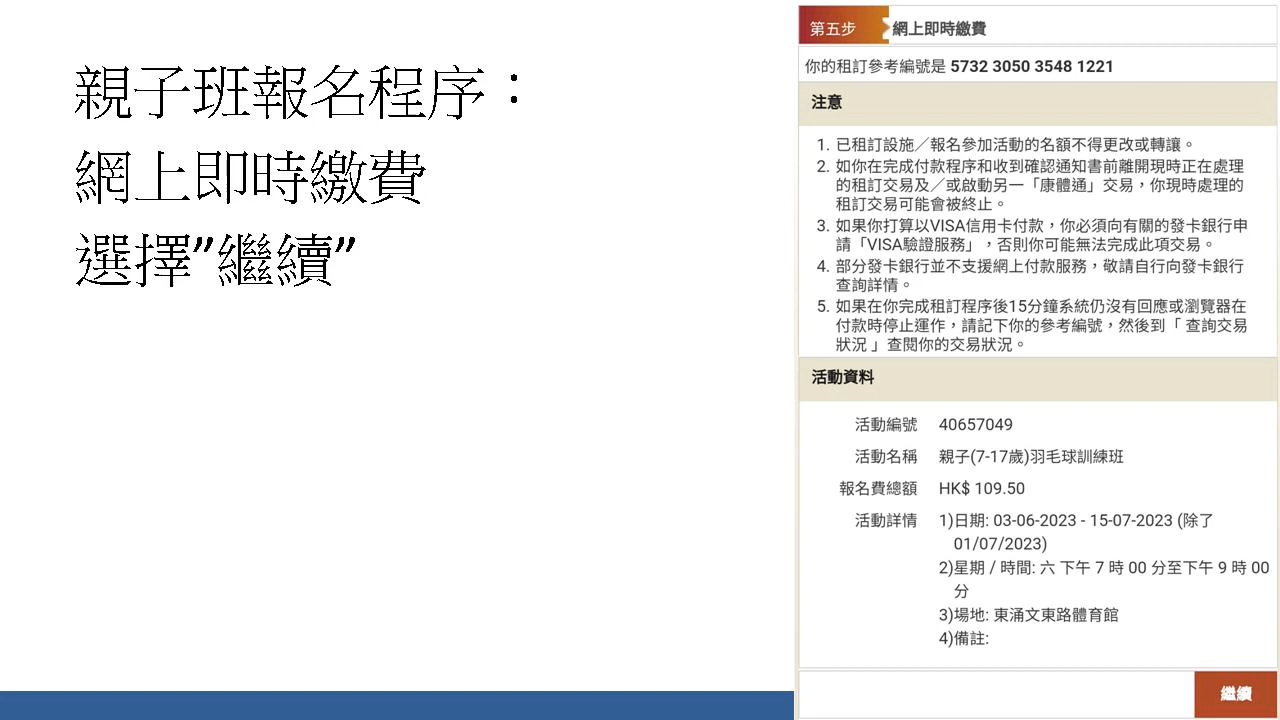 親子班報名程序：
網上即時繳費
選擇”繼續”
第五步 網上即時繳費
你的租訂參考編號是 5732 3050 3548 1221
注意
1. 已租訂設施／報名參加活動的名額不得更改或轉讓。
2. 如你在完成付款程序和收到確認通知書前離開現時正在處理
的租訂交易及／或啟動另一「康體通」交易，你現時處理的
租訂交易可能會被終止。
3. 如果你打算以VISA信用卡付款，你必須向有關的發卡銀行申
請「VISA驗證服務」，否則你可能無法完成此項交易。
4. 部分發卡銀行並不支援網上付款服務，敬請自行向發卡銀行
查詢詳情。
5. 如果在你完成租訂程序後15分鐘系統仍沒有回應或瀏覽器在
付款時停止運作，請記下你的參考編號，然後到「 查詢交易
狀況 」查閱你的交易狀況。
活動資料
活動編號 40657049
活動名稱 親子(7-17歲)羽毛球訓練班
報名費總額 HK$ 109.50
活動詳情 1)日期: 03-06-2023 - 15-07-2023 (除了
01/07/2023)
2)星期 / 時間: 六 下午 7 時 00 分至下午 9 時 00
分
3)場地: 東涌文東路體育館
4)備註:
繼續